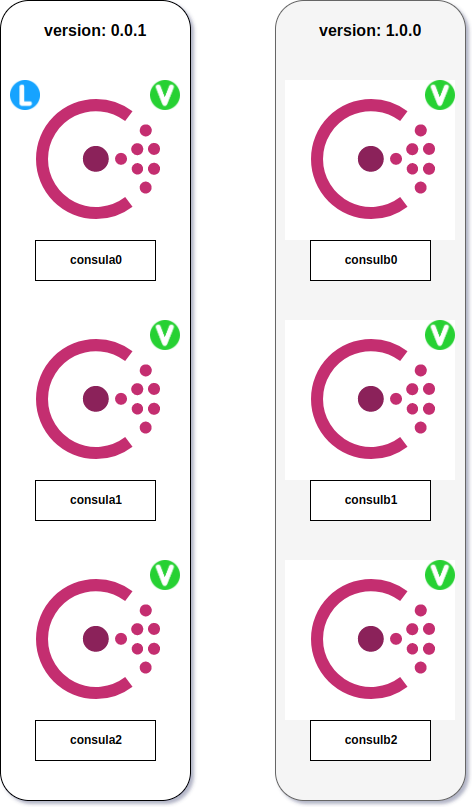 version: 0.0.1
L
V
consula0
V
consula1
V
consula2
version: 1.0.0
V
consulb0
V
consulb1
V
consulb2